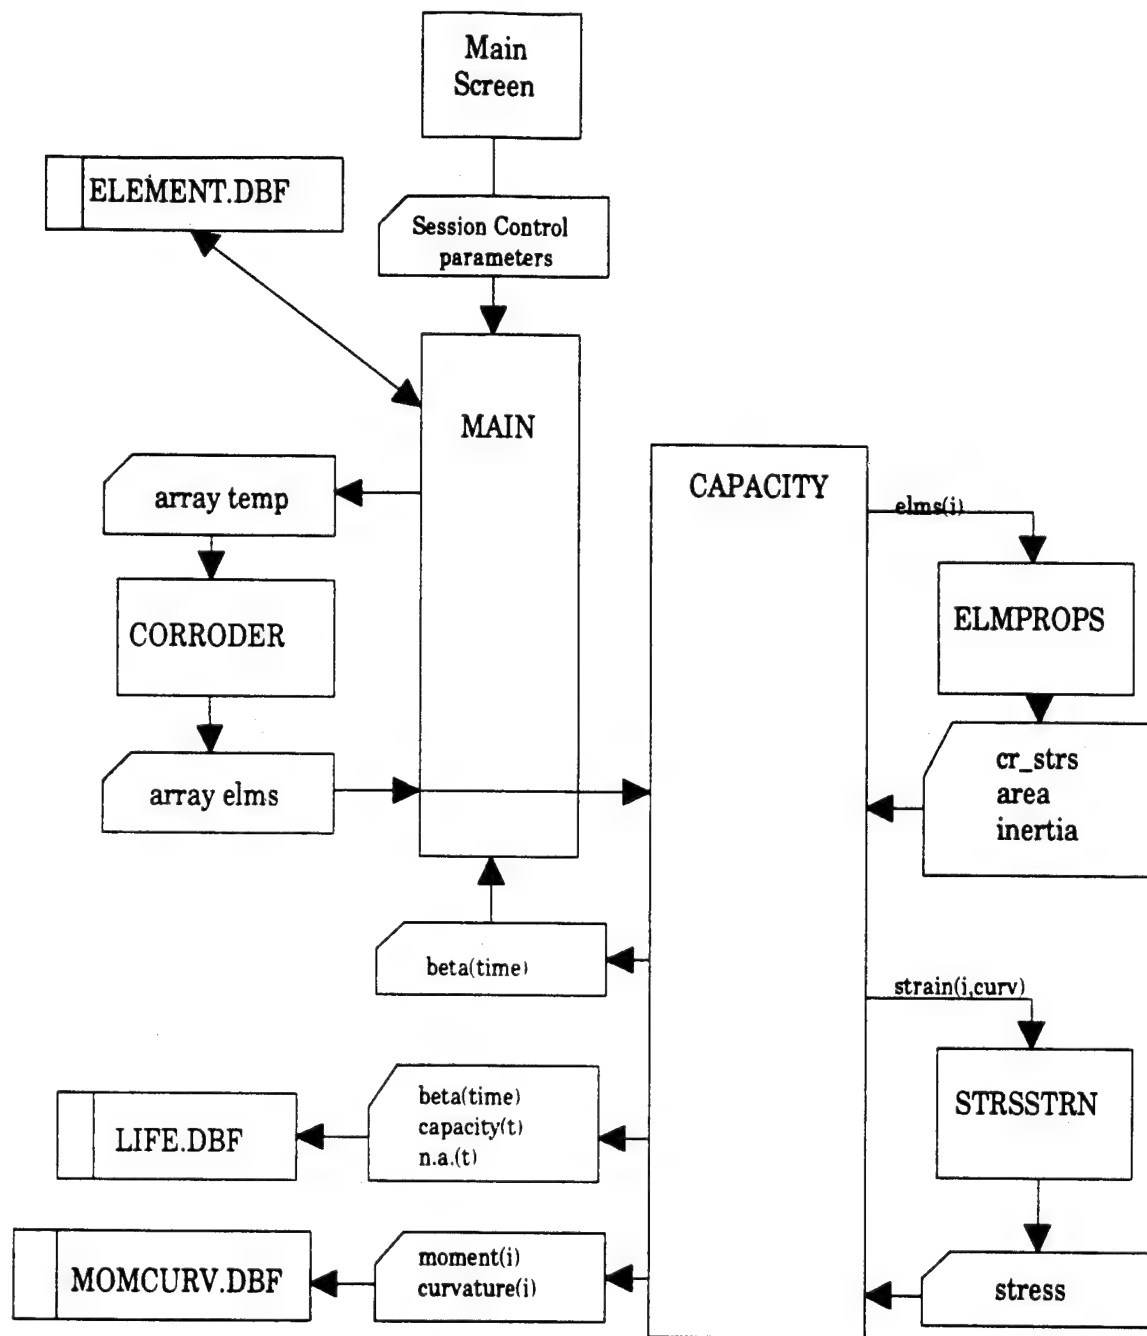 Main
Screen
ELEMENT.DBF
Session Control
parameters
MAIN
CAPACITY
array temp
elms(i)
CORRODER
ELMPROPS
array elms
cr_strs
area
inertia
beta(time)
strain(i,curv)
STRSSTRN
beta(time)
capacity(t)
n.a.(t)
LIFE.DBF
moment(i)
curvature(i)
MOMCURV.DBF
stress